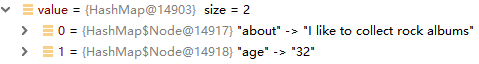 value = {HashMap@14903} size = 2
0 = {HashMap$Node@14917} "about" -> "I like to collect rock albums"
1 = {HashMap$Node@14918} "age" -> "32"